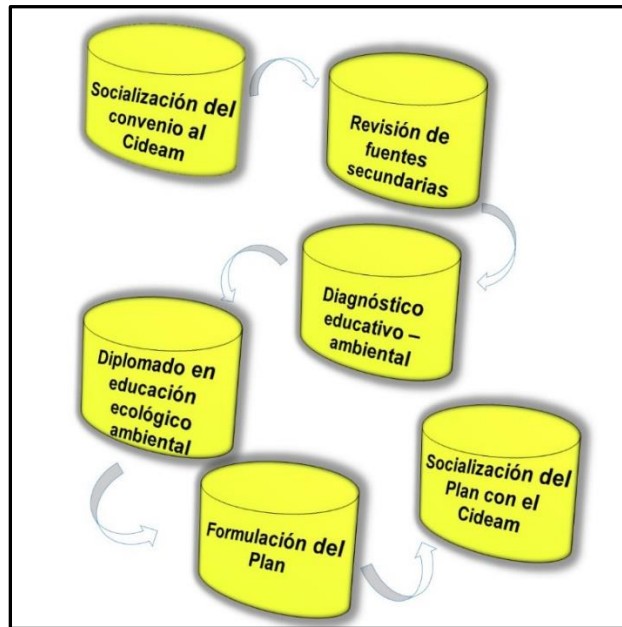 Socialización del
convenio al
Cideam
Revisión de
fuentes
secundarias
Diagnóstico
educativo –
ambiental
Diplomado en
educación
ecológico
ambiental
Formulación del
Plan
Socialización del
Plan con el
Cideam